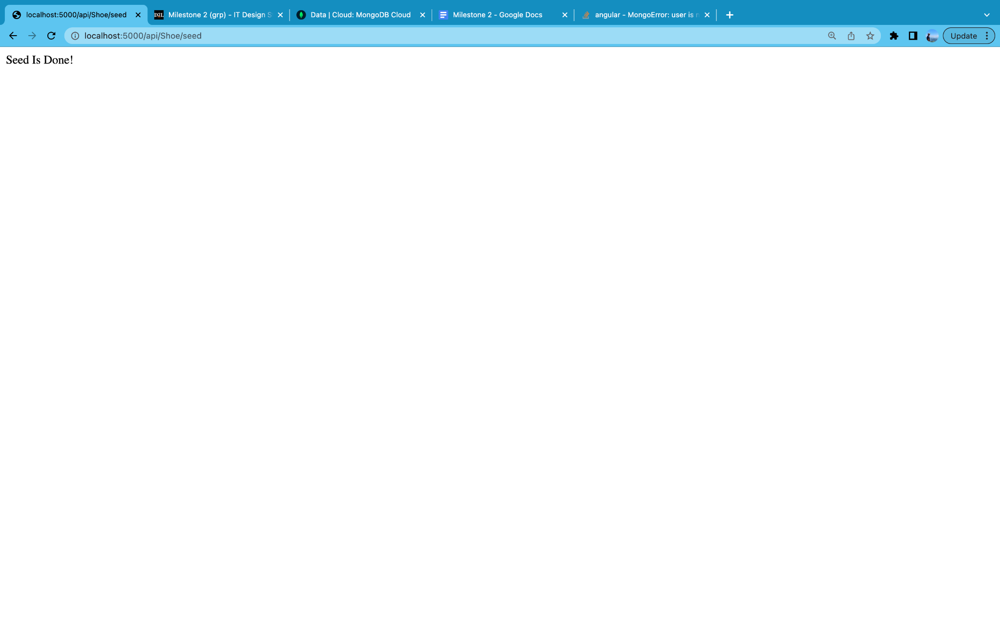 localhost:5000/api/Shoe/seed
D2L Milestone 2 (grp) - IT Design S
Data | Cloud: MongoDB Cloud
Milestone 2 - Google Docs
angular - MongoError: user is n
localhost:5000/api/Shoe/seed
Update
Seed Is Done!